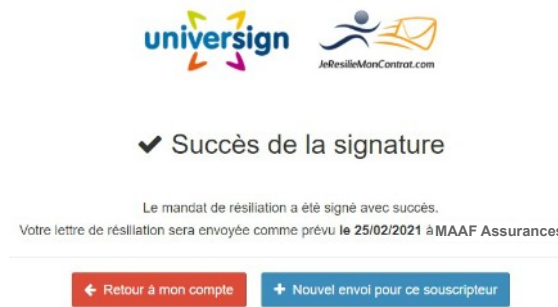 universign
JeResilieMonContrat.com
Succès de la signature
Le mandat de résiliation a été signé avec succès.
Votre lettre de résiliation sera envoyée comme prévu le 25/02/2021 à MAAF Assurances
Retour à mon compte
Nouvel envoi pour ce souscripteur